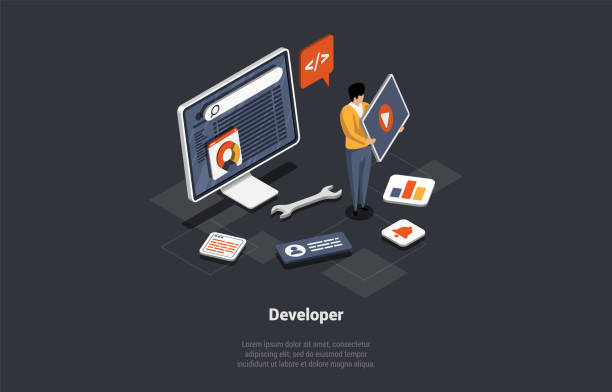 </>
Developer
Lorem ipsum dolor sit amet, consectetur
adipiscing elit, sed do eiusmod tempor
incididunt ut labore et dolore magna aliqua.